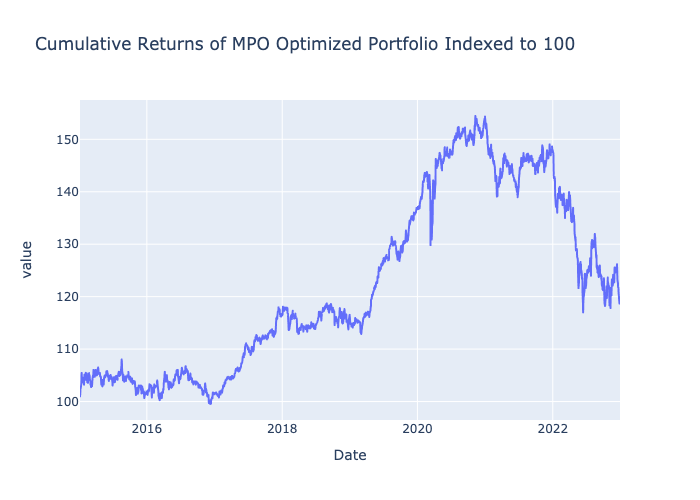 Cumulative Returns of MPO Optimized Portfolio Indexed to 100
150
140
130
120
110
100
value
2016 2018 2020 2022
Date